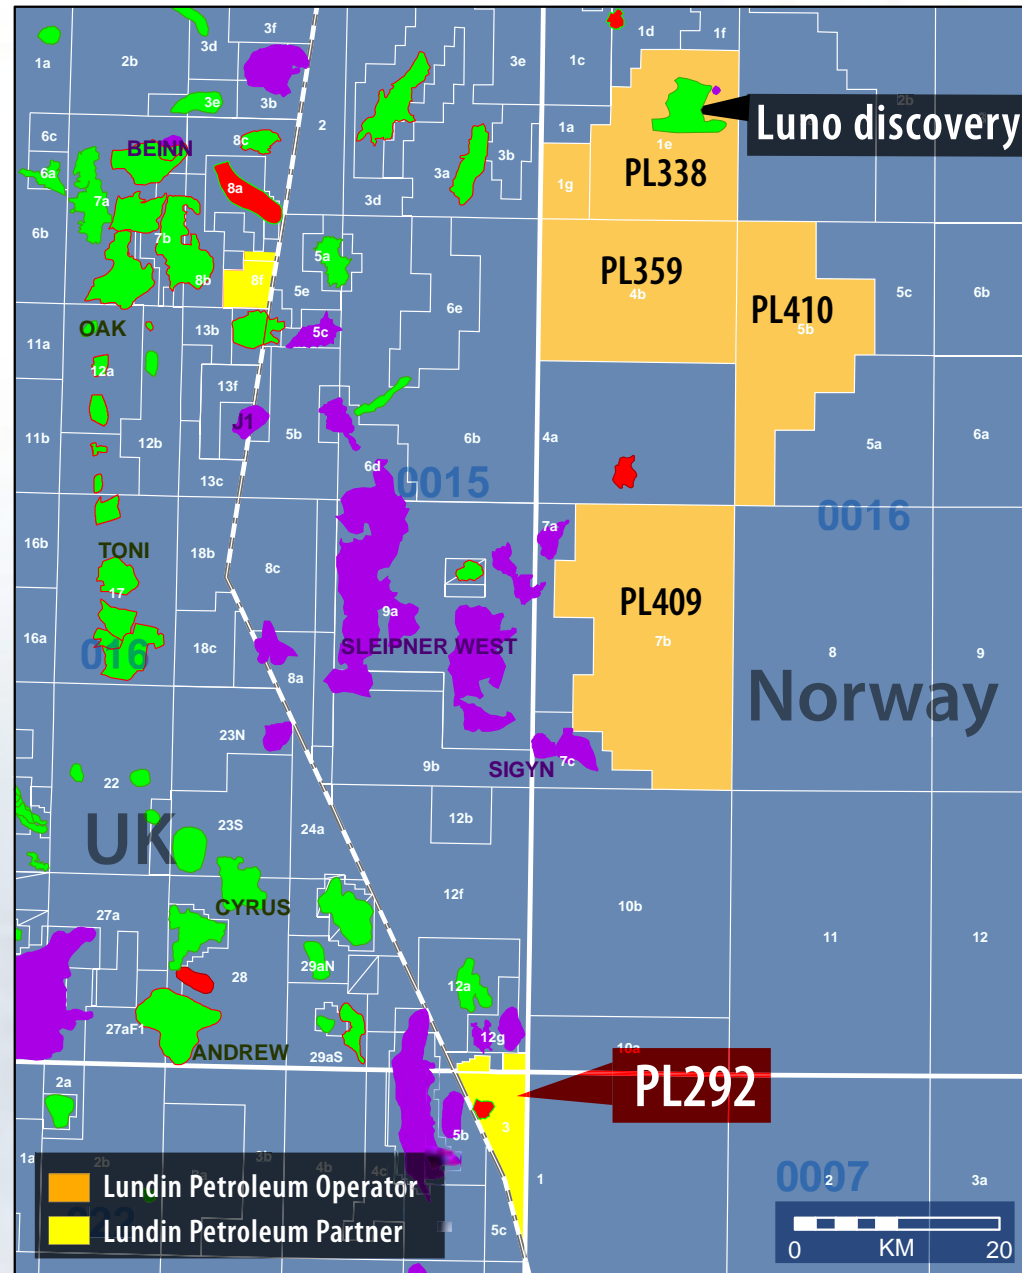 3f
1d
1f
3d
3e
1c
1a
2b
3e
3b
2b
Luno discovery
6c
8c
2
1a
1e
BEINN
3b
6a
3a
PL338
8a
1g
7a
3d
6b
7b
5a
PL359
8b
8f
5e
4b
5c
6b
PL410
6e
5b
OAK
13b
5c
11a
12a
13f
J1
11b
12b
5b
6b
4a
5a
6a
6d
13c
0015
0016
7a
16b
TONI
18b
8c
17
9a
PL409
16a
016
18c
SLEIPNER WEST
7b
8
9
8a
Norway
23N
9b
SIGYN
7c
22
UK
23S
24a
12b
27a
CYRUS
12f
10b
11
12
28
29aN
12a
27aF1
12g
ANDREW
29aS
10a
2a
PL292
5b
3
1a
2b
3b
4b
4c
1
0007
2
3a
Lundin Petroleum Operator
Lundin Petroleum Partner
5c
0
KM
20